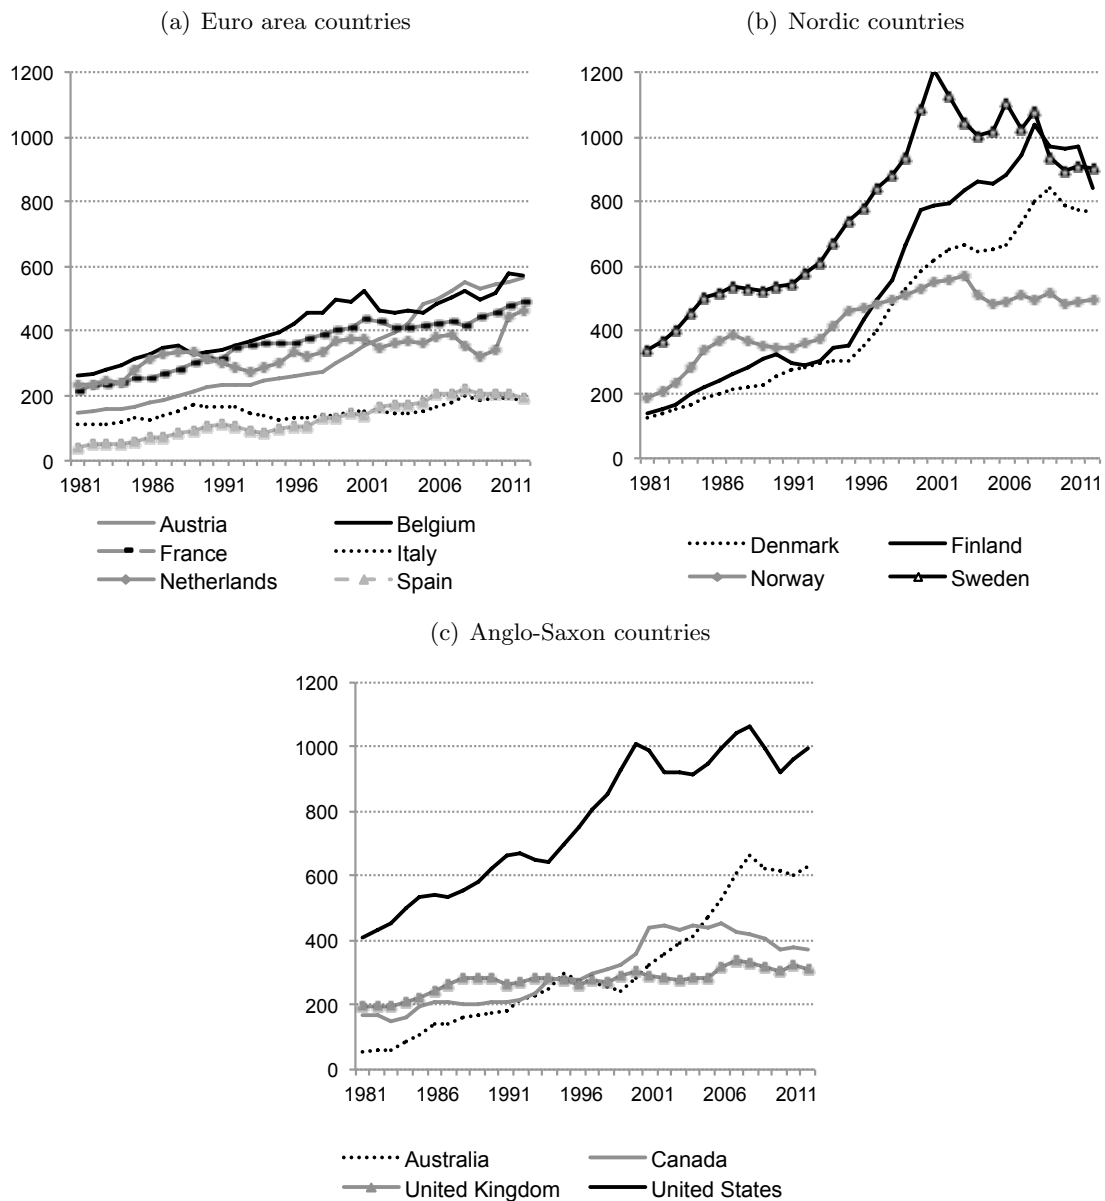 (a) Euro area countries
1200
1000
800
600
400
200
0
1981 1986 1991 1996 2001 2006 2011
Austria Belgium
France Italy
Netherlands Spain
(b) Nordic countries
1200
1000
800
600
400
200
0
1981 1986 1991 1996 2001 2006 2011
Denmark Finland
Norway Sweden
(c) Anglo-Saxon countries
1200
1000
800
600
400
200
0
1981 1986 1991 1996 2001 2006 2011
Australia Canada
United Kingdom United States